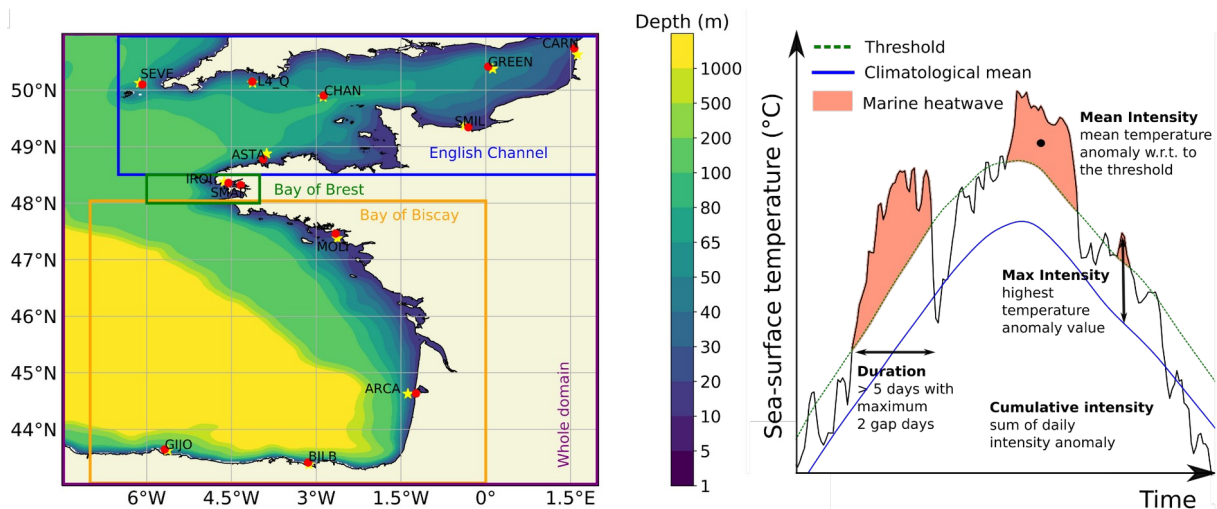 Depth (m)
CARN
SEVE
L4_Q
GREEN
CHAN
SMIL
ASTA
English Channel
IROI
SMAR
Bay of Brest
Bay of Biscay
MOLI
ARCA
GIJO
BILB
Whole domain
50°N
49°N
48°N
47°N
46°N
45°N
44°N
6°W
4.5°W
3°W
1.5°W
0°
1.5°E
1000
500
200
100
80
65
50
40
30
20
10
5
1
Threshold
Climatological mean
Marine heatwave
Sea-surface temperature (°C)
Mean Intensity
mean temperature
anomaly w.r.t. to
the threshold
Max Intensity
highest
temperature
anomaly value
Duration
> 5 days with
maximum
2 gap days
Cumulative intensity
sum of daily
intensity anomaly
Time